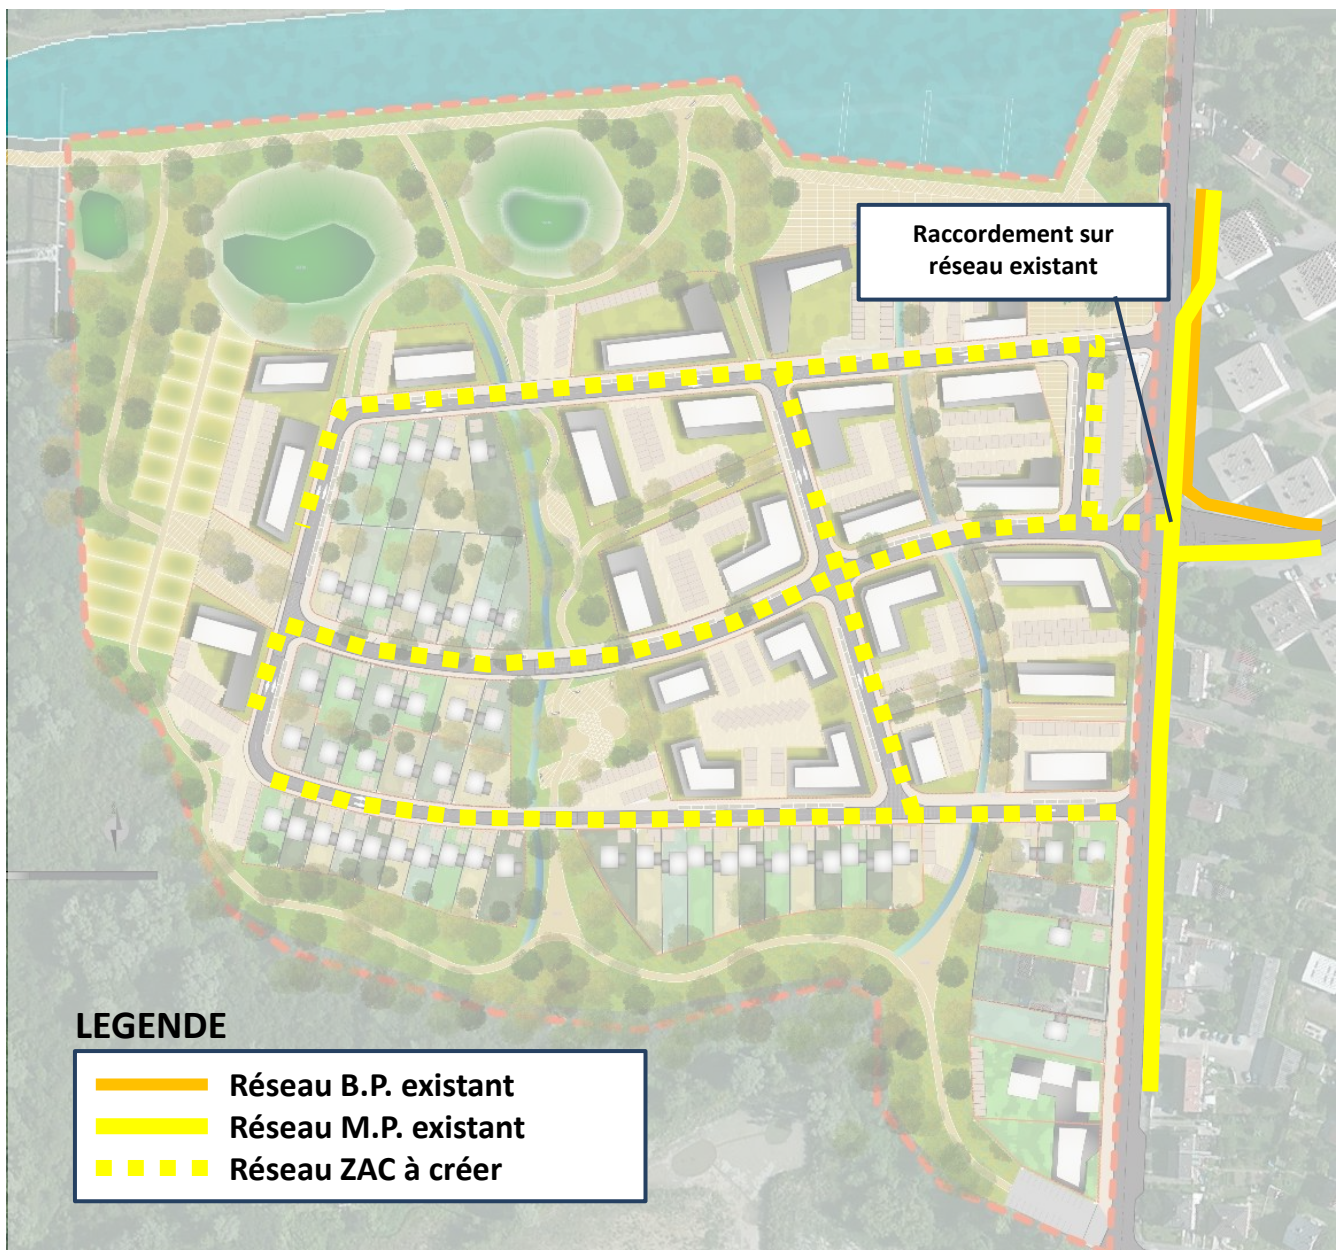 Raccordement sur
réseau existant
LEGENDE
Réseau B.P. existant
Réseau M.P. existant
Réseau ZAC à créer